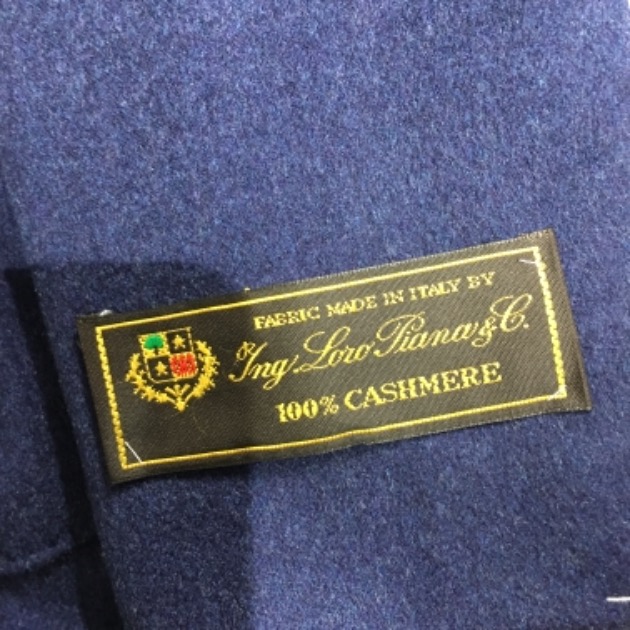 FABRIC MADE IN ITALY BY
Ing. Loro Piana & C.
100% CASHMERE